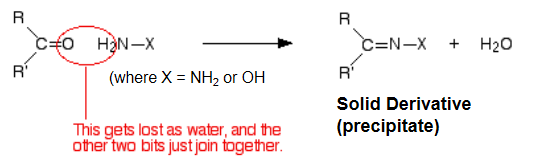 R R
C=O H₂N–X C=N–X + H₂O
R' (where X = NH₂ or OH R'
Solid Derivative
(precipitate)
This gets lost as water, and the
other two bits just join together.